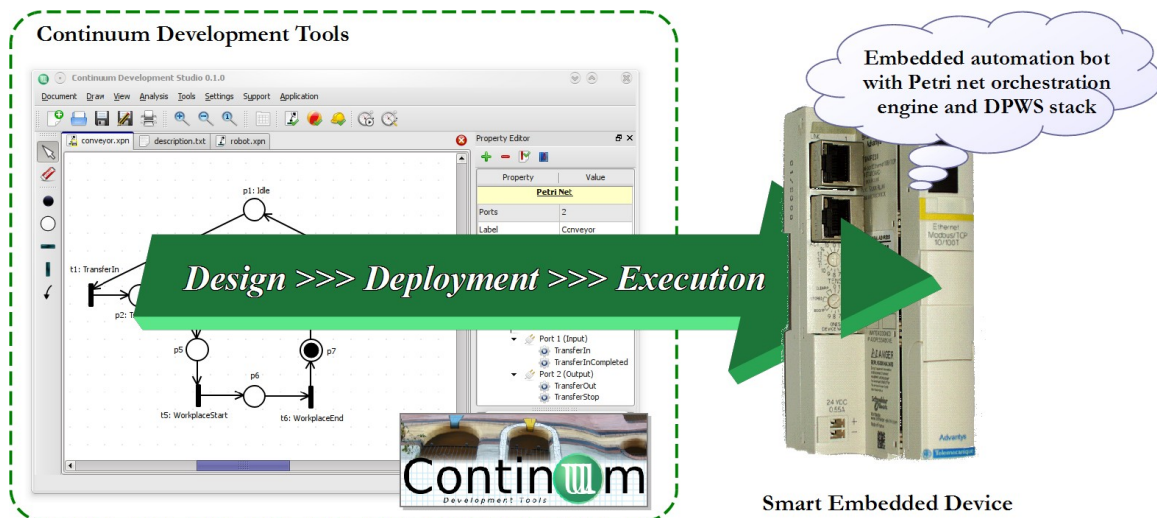 Continuum Development Tools
Continuum Development Studio 0.1.0
Document Draw View Analysis Tools Settings Support Application
conveyor.xpn
description.txt
robot.xpn
Property Editor
Property Value
Petri Net
Ports 2
Label Conveyor
p1: Idle
t1: TransferIn
p2:
p5
p6
p7
t5: WorkplaceStart
t6: WorkplaceEnd
Port 1 (Input)
TransferIn
TransferInCompleted
Port 2 (Output)
TransferOut
TransferStop
Design >>> Deployment >>> Execution
Continuum
Development Tools
Embedded automation bot
with Petri net orchestration
engine and DPWS stack
Ethernet
Modbus/TCP
10/100T
DANGER
24 VDC
0.55A
Advantys
Telemecanique
Smart Embedded Device